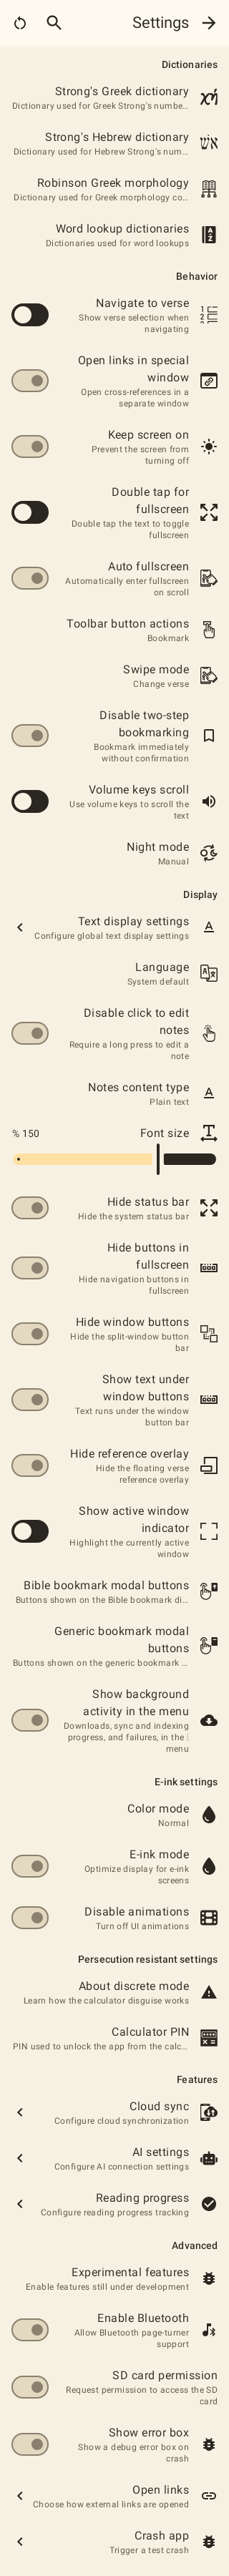 Settings
Dictionaries
Strong's Greek dictionary
Dictionary used for Greek Strong's numbe…
Strong's Hebrew dictionary
Dictionary used for Hebrew Strong's num…
Robinson Greek morphology
Dictionary used for Greek morphology co…
Word lookup dictionaries
Dictionaries used for word lookups
Behavior
Navigate to verse
Show verse selection when
navigating
Open links in special
window
Open cross-references in a
separate window
Keep screen on
Prevent the screen from
turning off
Double tap for
fullscreen
Double tap the text to toggle
fullscreen
Auto fullscreen
Automatically enter fullscreen
on scroll
Toolbar button actions
Bookmark
Swipe mode
Change verse
Disable two-step
bookmarking
Bookmark immediately
without confirmation
Volume keys scroll
Use volume keys to scroll the
text
Night mode
Manual
Display
Text display settings
Configure global text display settings
Language
System default
Disable click to edit
notes
Require a long press to edit a
note
Notes content type
Plain text
Font size
% 150
Hide status bar
Hide the system status bar
Hide buttons in
fullscreen
Hide navigation buttons in
fullscreen
Hide window buttons
Hide the split-window button
bar
Show text under
window buttons
Text runs under the window
button bar
Hide reference overlay
Hide the floating verse
reference overlay
Show active window
indicator
Highlight the currently active
window
Bible bookmark modal buttons
Buttons shown on the Bible bookmark di…
Generic bookmark modal
buttons
Buttons shown on the generic bookmark …
Show background
activity in the menu
Downloads, sync and indexing
progress, and failures, in the ⋮
menu
E-ink settings
Color mode
Normal
E-ink mode
Optimize display for e-ink
screens
Disable animations
Turn off UI animations
Persecution resistant settings
About discrete mode
Learn how the calculator disguise works
Calculator PIN
PIN used to unlock the app from the calc…
Features
Cloud sync
Configure cloud synchronization
AI settings
Configure AI connection settings
Reading progress
Configure reading progress tracking
Advanced
Experimental features
Enable features still under development
Enable Bluetooth
Allow Bluetooth page-turner
support
SD card permission
Request permission to access the SD
card
Show error box
Show a debug error box on
crash
Open links
Choose how external links are opened
Crash app
Trigger a test crash